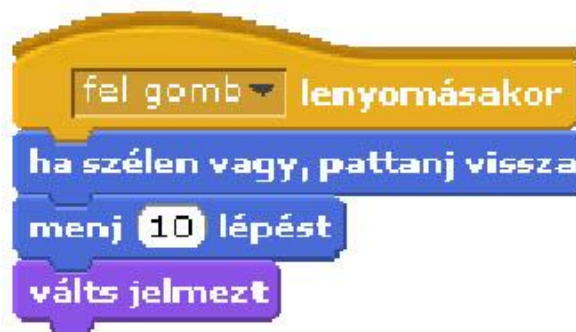 fel gomb lenyomásakor
ha szélen vagy, pattanj vissza
menj 10 lépést
válts jelmezt